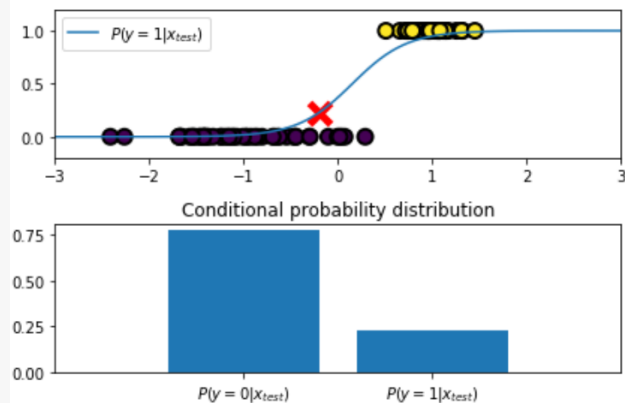 1.0
P(y = 1|x_test)
0.5
0.0
−3 −2 −1 0 1 2 3
Conditional probability distribution
0.75
0.50
0.25
0.00
P(y = 0|x_test) P(y = 1|x_test)